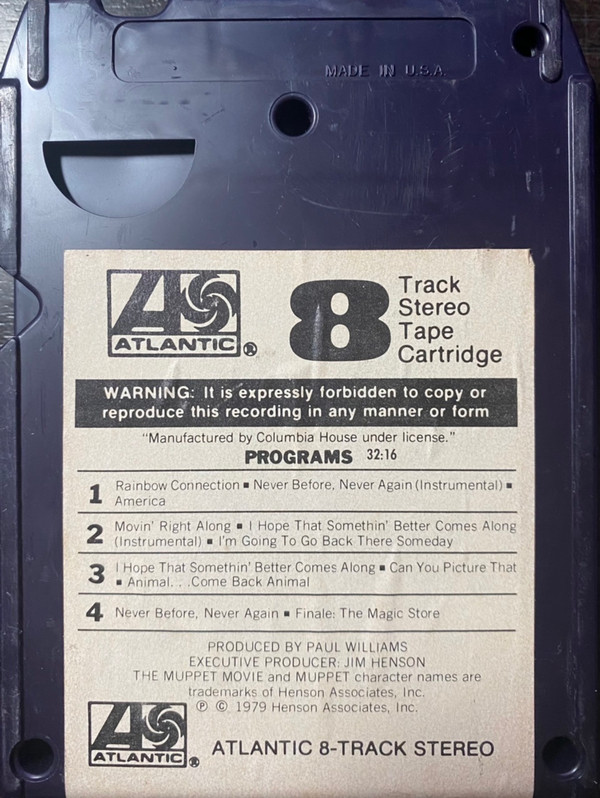 MADE IN U.S.A.
ATLANTIC®
8
Track
Stereo
Tape
Cartridge
WARNING: It is expressly forbidden to copy or
reproduce this recording in any manner or form
"Manufactured by Columbia House under license."
PROGRAMS 32:16
1 Rainbow Connection ▪ Never Before, Never Again (Instrumental) ▪
America
2 Movin' Right Along ▪ I Hope That Somethin' Better Comes Along
(Instrumental) ▪ I'm Going To Go Back There Someday
3 I Hope That Somethin' Better Comes Along ▪ Can You Picture That
▪ Animal. . .Come Back Animal
4 Never Before, Never Again ▪ Finale: The Magic Store
PRODUCED BY PAUL WILLIAMS
EXECUTIVE PRODUCER: JIM HENSON
THE MUPPET MOVIE and MUPPET character names are
trademarks of Henson Associates, Inc.
℗ © 1979 Henson Associates, Inc.
ATLANTIC®
ATLANTIC 8-TRACK STEREO